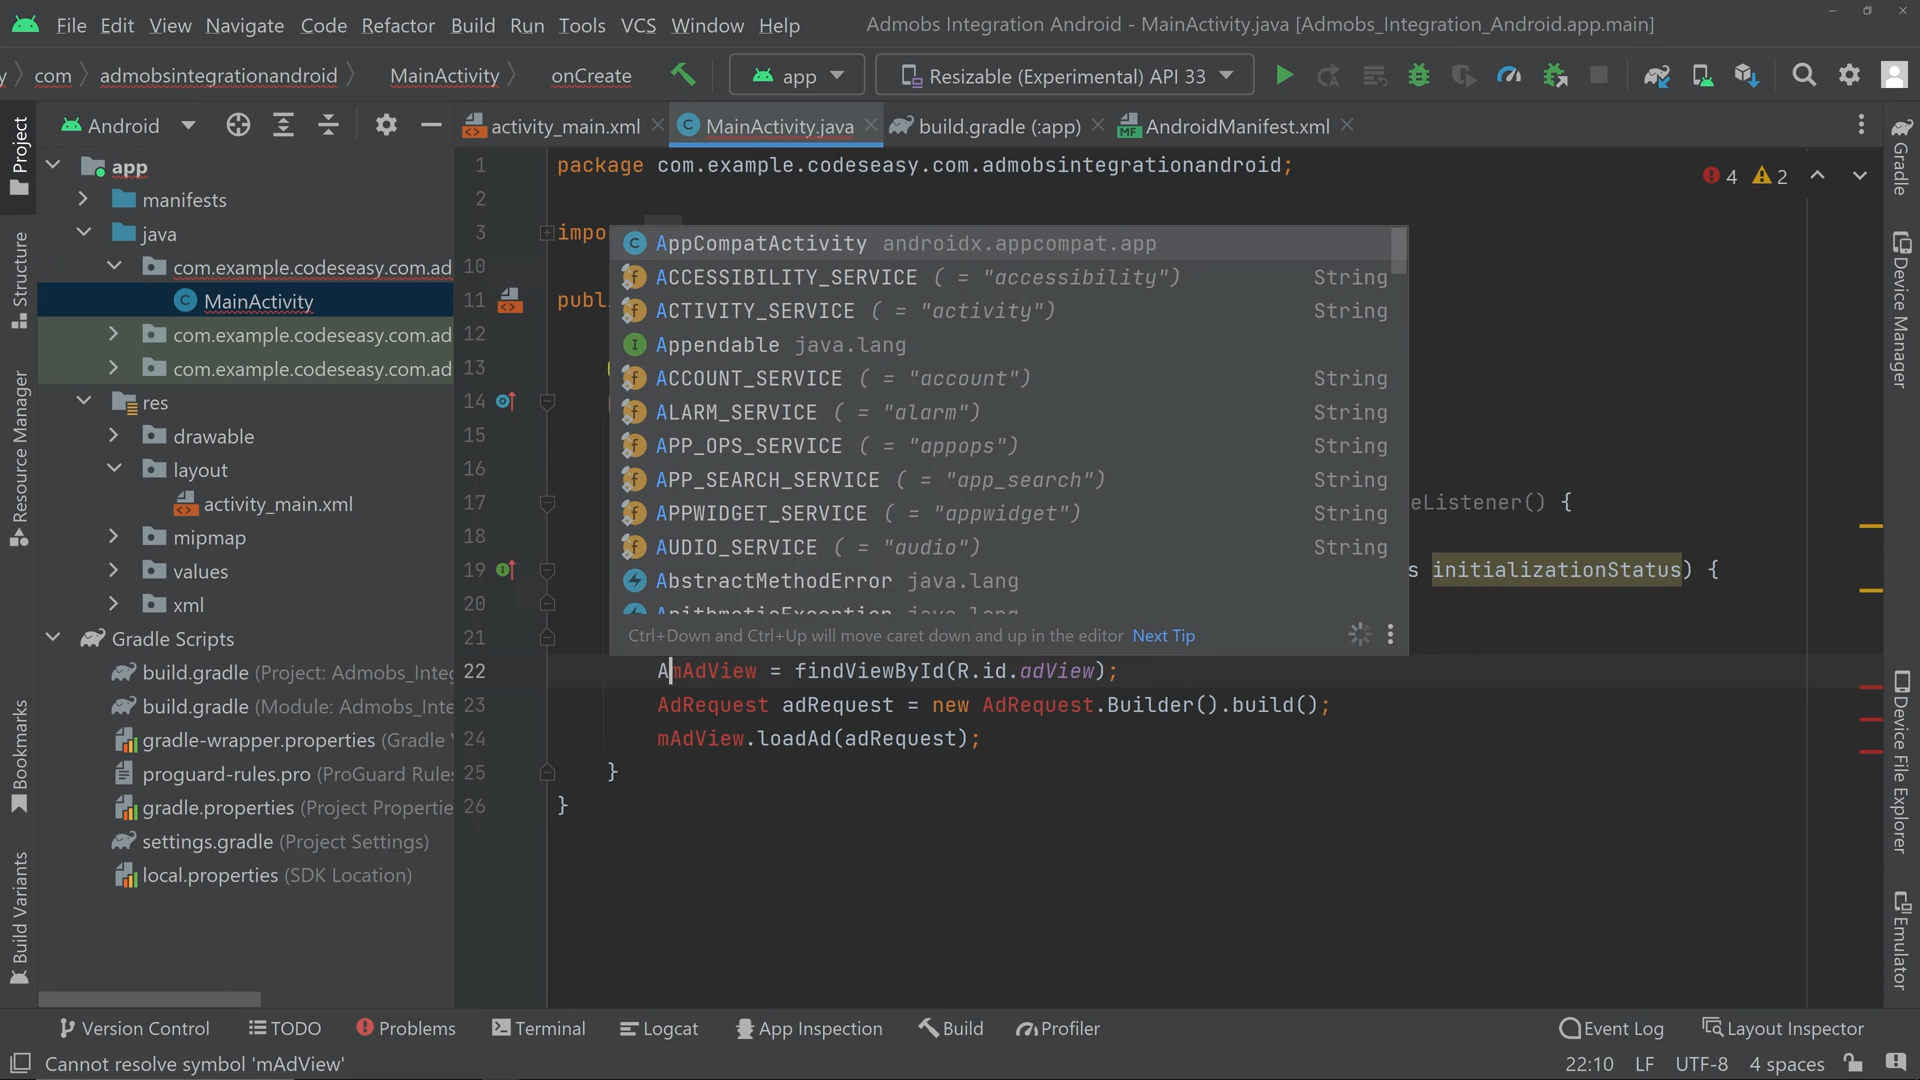 File Edit View Navigate Code Refactor Build Run Tools VCS Window Help Admobs Integration Android - MainActivity.java [Admobs_Integration_Android.app.main]
y com admobsintegrationandroid MainActivity onCreate app Resizable (Experimental) API 33
Android activity_main.xml MainActivity.java build.gradle (:app) MF AndroidManifest.xml
Project
Structure
Resource Manager
Bookmarks
Build Variants
app
manifests
java
com.example.codeseasy.com.ad
MainActivity
com.example.codeseasy.com.ad
com.example.codeseasy.com.ad
res
drawable
layout
activity_main.xml
mipmap
values
xml
Gradle Scripts
build.gradle (Project: Admobs_Inte
build.gradle (Module: Admobs_Inte
gradle-wrapper.properties (Gradle
proguard-rules.pro (ProGuard Rule
gradle.properties (Project Propertie
settings.gradle (Project Settings)
local.properties (SDK Location)
1 package com.example.codeseasy.com.admobsintegrationandroid;
4 2
2
3 impo
10
11 publ
12
13
14
15
16
17 eListener() {
18
19 s initializationStatus) {
20
21
22 AmAdView = findViewById(R.id.adView);
23 AdRequest adRequest = new AdRequest.Builder().build();
24 mAdView.loadAd(adRequest);
25 }
26 }
AppCompatActivity androidx.appcompat.app
ACCESSIBILITY_SERVICE ( = "accessibility") String
ACTIVITY_SERVICE ( = "activity") String
Appendable java.lang
ACCOUNT_SERVICE ( = "account") String
ALARM_SERVICE ( = "alarm") String
APP_OPS_SERVICE ( = "appops") String
APP_SEARCH_SERVICE ( = "app_search") String
APPWIDGET_SERVICE ( = "appwidget") String
AUDIO_SERVICE ( = "audio") String
AbstractMethodError java.lang
ArithmeticException java.lang
Ctrl+Down and Ctrl+Up will move caret down and up in the editor Next Tip
Gradle
Device Manager
Device File Explorer
Emulator
Version Control TODO Problems Terminal Logcat App Inspection Build Profiler Event Log Layout Inspector
Cannot resolve symbol 'mAdView' 22:10 LF UTF-8 4 spaces